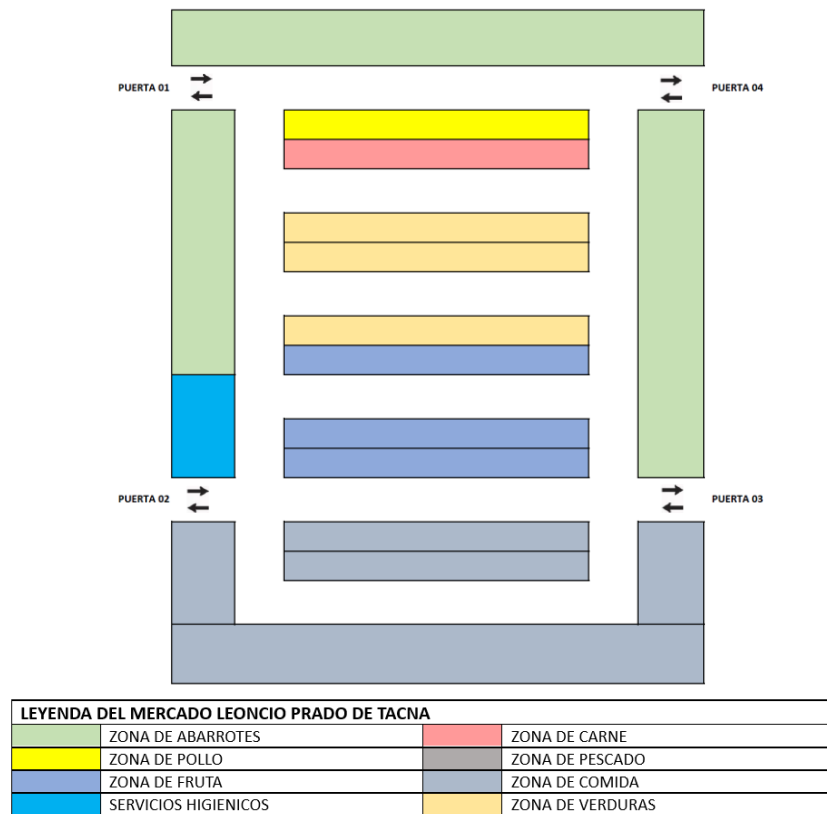 PUERTA 01
PUERTA 04
PUERTA 02
PUERTA 03
LEYENDA DEL MERCADO LEONCIO PRADO DE TACNA
ZONA DE ABARROTES
ZONA DE CARNE
ZONA DE POLLO
ZONA DE PESCADO
ZONA DE FRUTA
ZONA DE COMIDA
SERVICIOS HIGIENICOS
ZONA DE VERDURAS